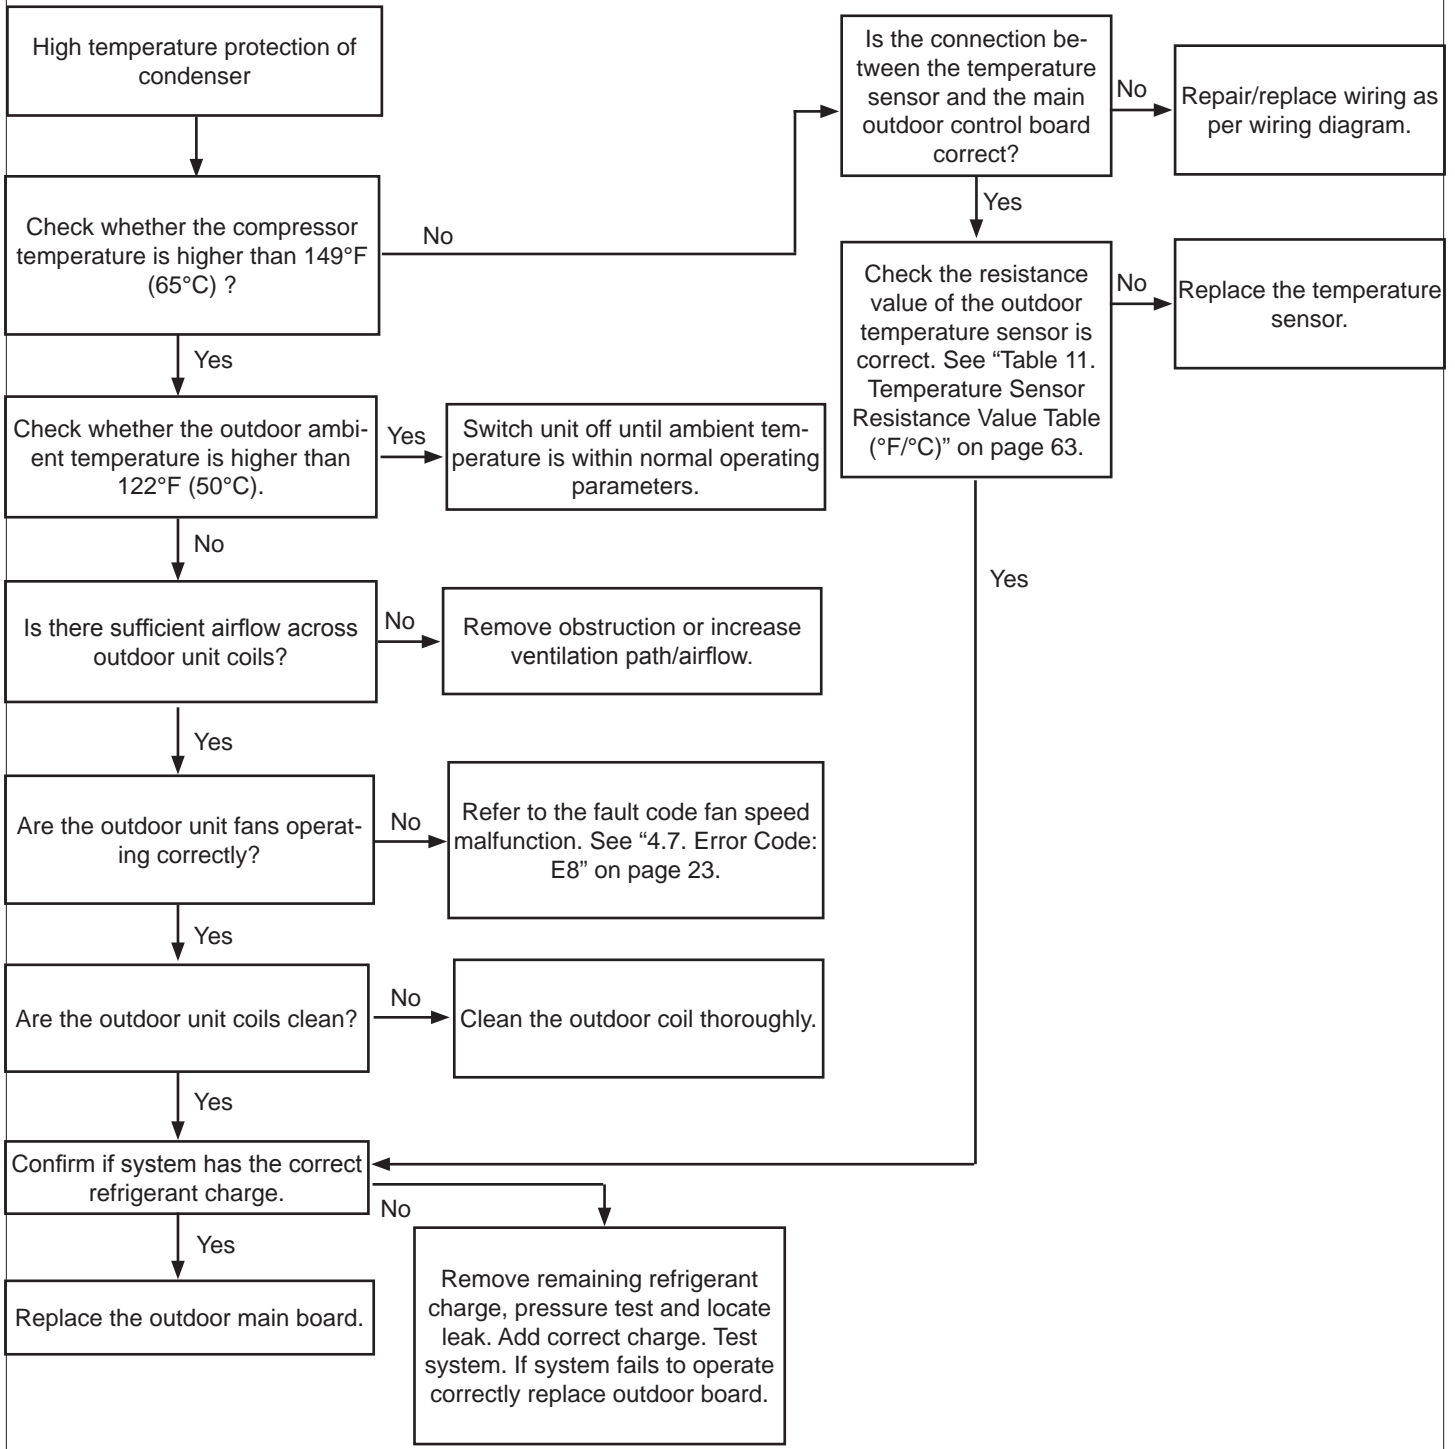 High temperature protection of
condenser
Check whether the compressor
temperature is higher than 149°F
(65°C) ?
No
Yes
Check whether the outdoor ambi-
ent temperature is higher than
122°F (50°C).
Yes
Switch unit off until ambient tem-
perature is within normal operating
parameters.
No
Is there sufficient airflow across
outdoor unit coils?
No
Remove obstruction or increase
ventilation path/airflow.
Yes
Are the outdoor unit fans operat-
ing correctly?
No
Refer to the fault code fan speed
malfunction. See “4.7. Error Code:
E8” on page 23.
Yes
Are the outdoor unit coils clean?
No
Clean the outdoor coil thoroughly.
Yes
Confirm if system has the correct
refrigerant charge.
No
Yes
Replace the outdoor main board.
Remove remaining refrigerant
charge, pressure test and locate
leak. Add correct charge. Test
system. If system fails to operate
correctly replace outdoor board.
Is the connection be-
tween the temperature
sensor and the main
outdoor control board
correct?
No
Repair/replace wiring as
per wiring diagram.
Yes
Check the resistance
value of the outdoor
temperature sensor is
correct. See “Table 11.
Temperature Sensor
Resistance Value Table
(°F/°C)” on page 63.
No
Replace the temperature
sensor.
Yes